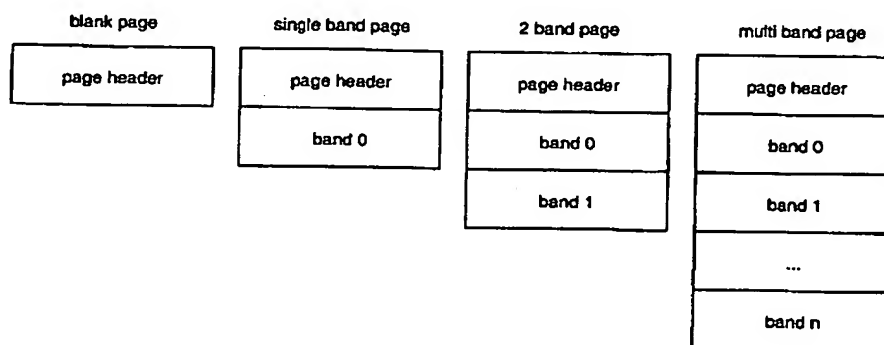 blank page
page header
single band page
page header
band 0
2 band page
page header
band 0
band 1
multi band page
page header
band 0
band 1
...
band n